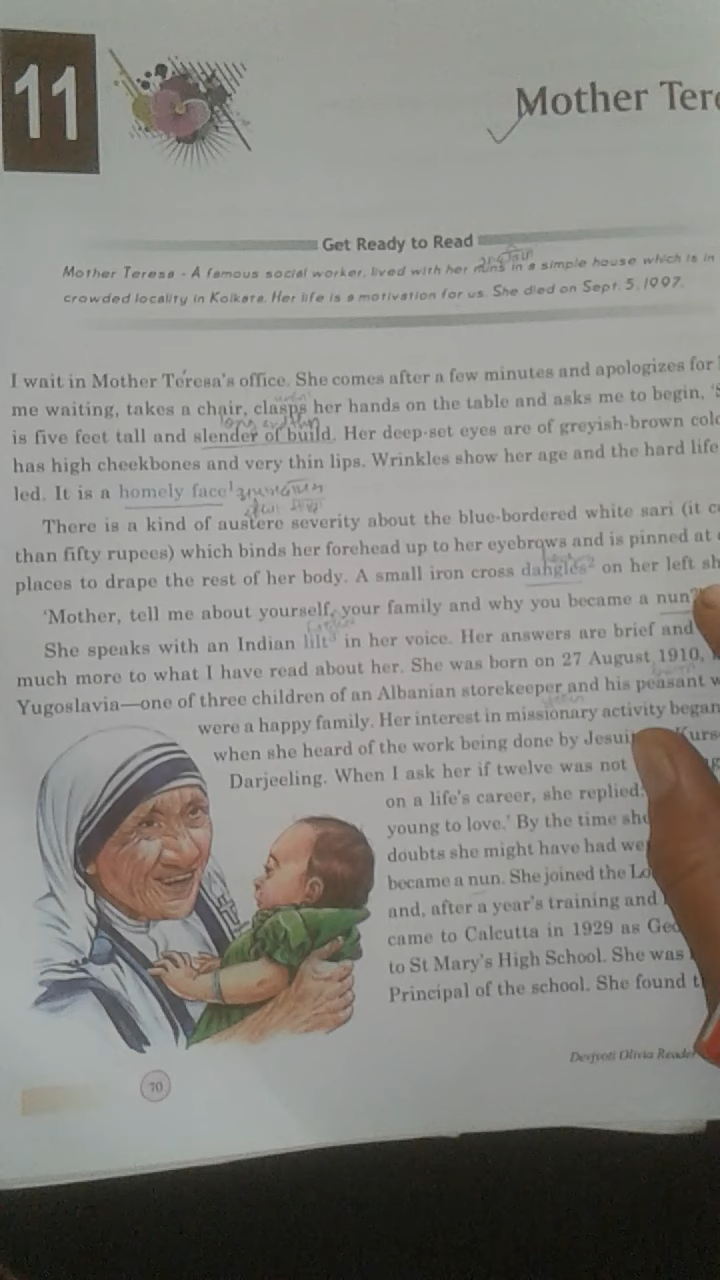 11
Mother Tere
Get Ready to Read
Mother Teresa - A famous social worker, lived with her nuns in a simple house which is in
crowded locality in Kolkata. Her life is a motivation for us. She died on Sept. 5, 1997.
I wait in Mother Teresa's office. She comes after a few minutes and apologizes for
me waiting, takes a chair, clasps her hands on the table and asks me to begin, 'S
long and thin
is five feet tall and slender of build. Her deep-set eyes are of greyish-brown colo
has high cheekbones and very thin lips. Wrinkles show her age and the hard life
led. It is a homely face¹
There is a kind of austere severity about the blue-bordered white sari (it c
than fifty rupees) which binds her forehead up to her eyebrows and is pinned at
places to drape the rest of her body. A small iron cross dangles² on her left sh
'Mother, tell me about yourself, your family and why you became a nun?
She speaks with an Indian lilt³ in her voice. Her answers are brief and
much more to what I have read about her. She was born on 27 August 1910,
Yugoslavia—one of three children of an Albanian storekeeper and his peasant w
were a happy family. Her interest in missionary activity began
when she heard of the work being done by Jesui Kurs
Darjeeling. When I ask her if twelve was not
on a life's career, she replied:
young to love.' By the time she
doubts she might have had we
became a nun. She joined the Lo
and, after a year's training and
came to Calcutta in 1929 as Geo
to St Mary's High School. She was
Principal of the school. She found t
Devjyoti Olivia Reader
70